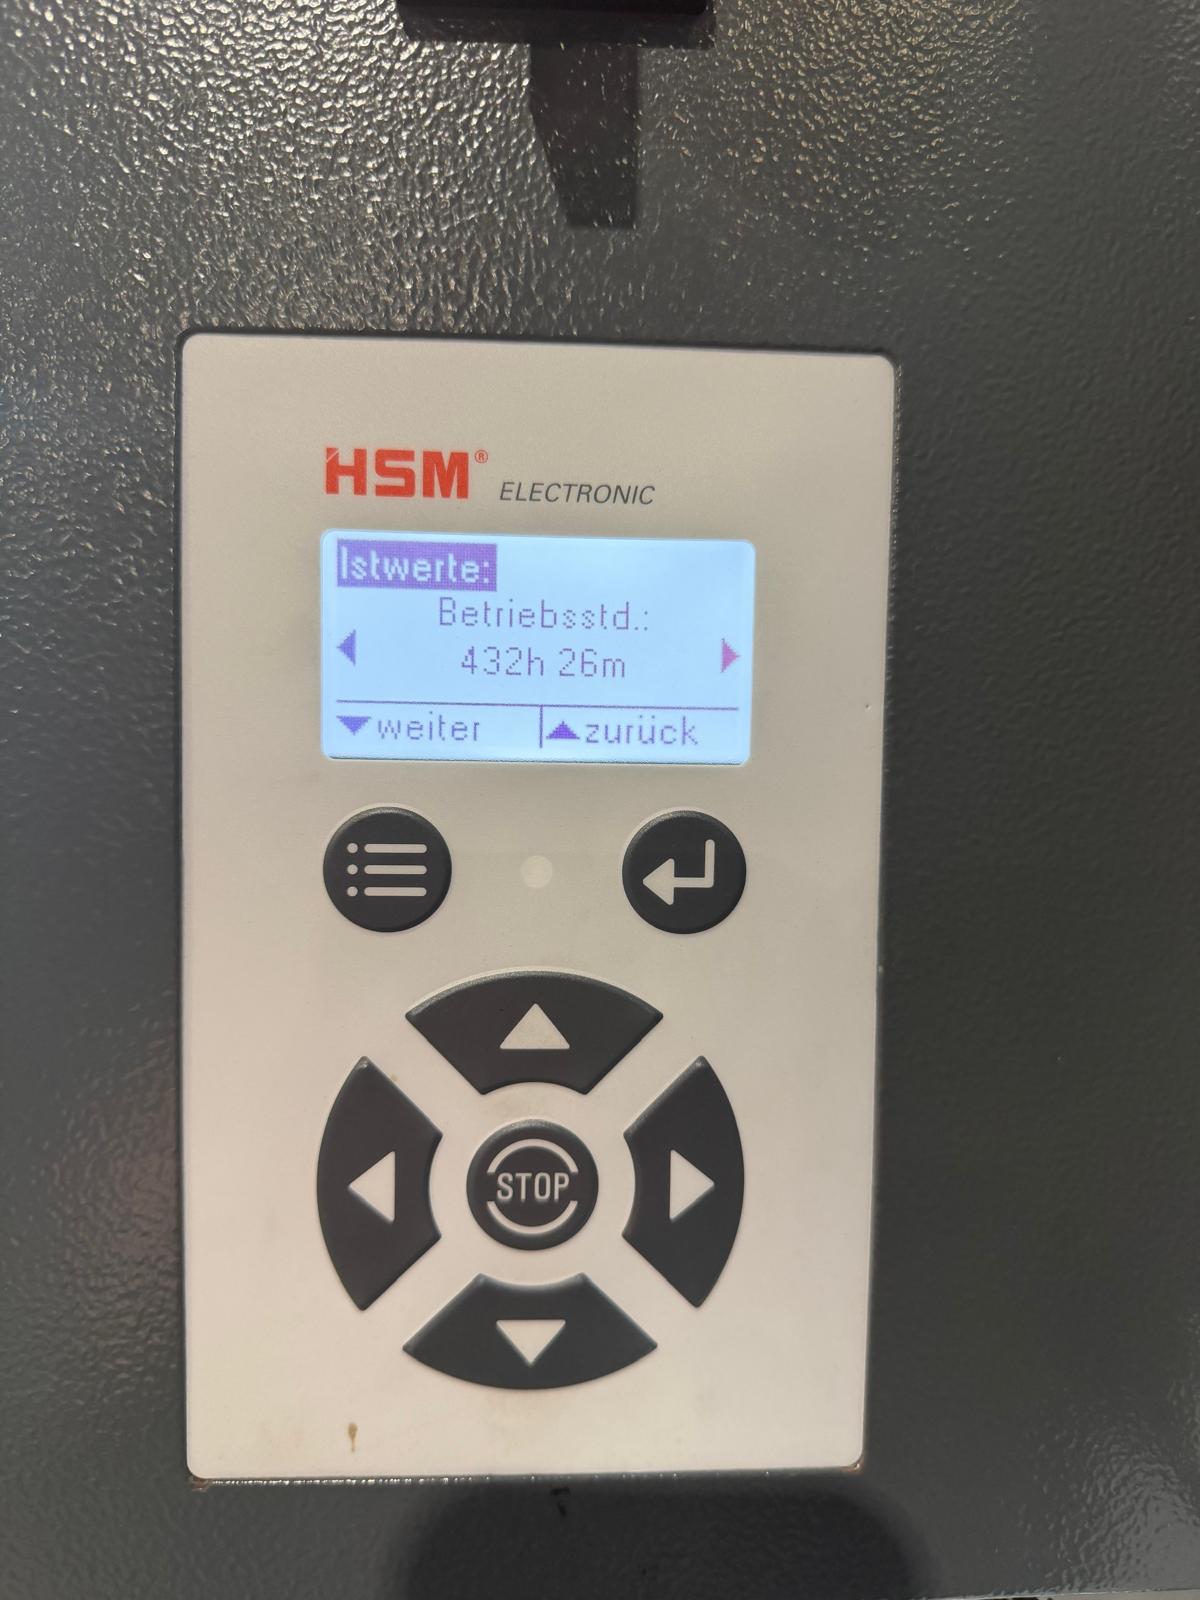 HSM® ELECTRONIC
Istwerte:
Betriebsstd.:
432h 26m
weiter zurück
STOP